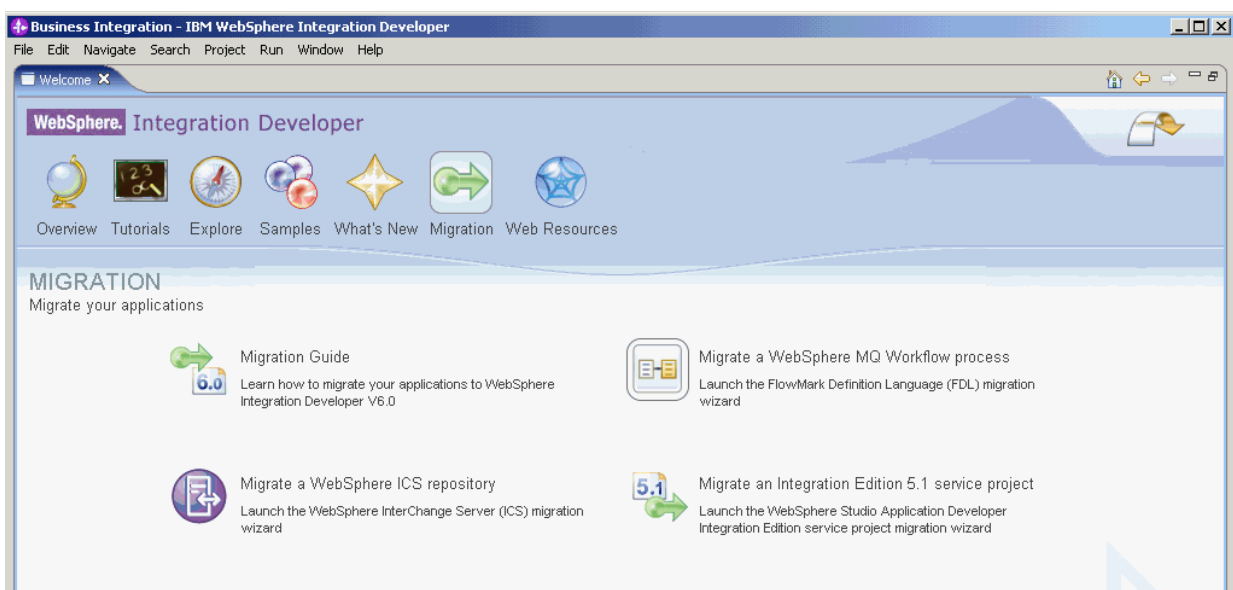 Business Integration - IBM WebSphere Integration Developer
File Edit Navigate Search Project Run Window Help
Welcome
WebSphere. Integration Developer
1 2 3
Overview Tutorials Explore Samples What's New Migration Web Resources
MIGRATION
Migrate your applications
Migration Guide
6.0
Learn how to migrate your applications to WebSphere
Integration Developer V6.0
Migrate a WebSphere MQ Workflow process
Launch the FlowMark Definition Language (FDL) migration
wizard
Migrate a WebSphere ICS repository
Launch the WebSphere InterChange Server (ICS) migration
wizard
5.1
Migrate an Integration Edition 5.1 service project
Launch the WebSphere Studio Application Developer
Integration Edition service project migration wizard